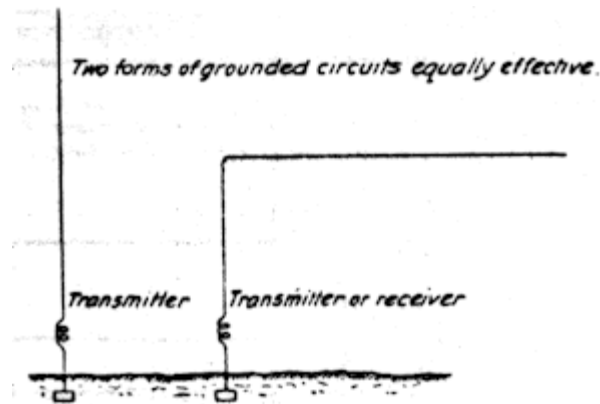 Two forms of grounded circuits equally effective.
Transmitter
Transmitter or receiver